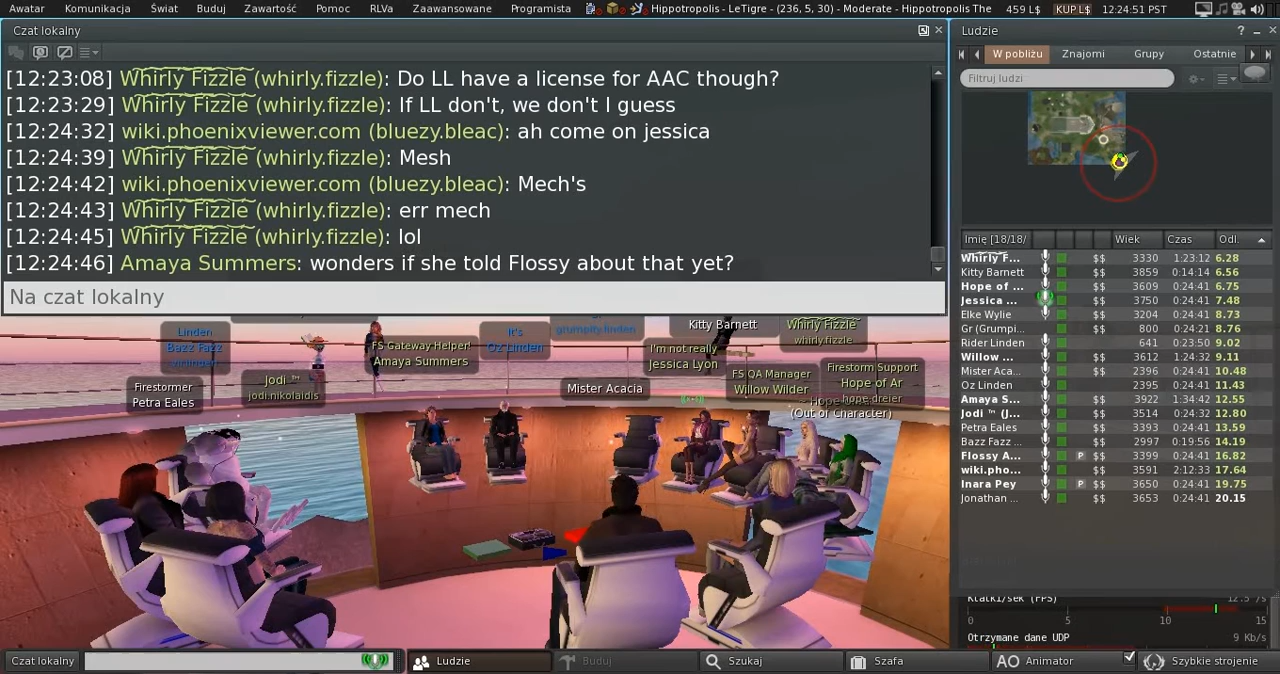 Awatar Komunikacja Świat Buduj Zawartość Pomoc RLVa Zaawansowane Programista Hippotropolis - LeTigre - (236, 5, 30) - Moderate - Hippotropolis The 459 L$ KUP L$ 12:24:51 PST
Czat lokalny
[12:23:08] Whirly Fizzle (whirly.fizzle): Do LL have a license for AAC though?
[12:23:29] Whirly Fizzle (whirly.fizzle): If LL don't, we don't I guess
[12:24:32] wiki.phoenixviewer.com (bluezy.bleac): ah come on jessica
[12:24:39] Whirly Fizzle (whirly.fizzle): Mesh
[12:24:42] wiki.phoenixviewer.com (bluezy.bleac): Mech's
[12:24:43] Whirly Fizzle (whirly.fizzle): err mech
[12:24:45] Whirly Fizzle (whirly.fizzle): lol
[12:24:46] Amaya Summers: wonders if she told Flossy about that yet?
Na czat lokalny
Linden
Bazz Fazz
FS Gateway Helper!
Amaya Summers
It's
Oz Linden
grumpity.linden
Kitty Barnett
Whirly Fizzle
whirly.fizzle
I'm not really
Jessica Lyon
Firestormer
Petra Eales
Jodi ™
jodi.nikolaidis
Mister Acacia
FS QA Manager
Willow Wilder
Firestorm Support
Hope of Ar
hope.dreier
(Out of Character)
Ludzie
W pobliżu Znajomi Grupy Ostatnie
Filtruj ludzi
Imię [18/18/ Wiek Czas Odl.
Whirly F... $$ 3330 1:23:12 6.28
Kitty Barnett $$ 3859 0:14:14 6.56
Hope of ... $$ 3609 0:24:41 6.75
Jessica ... $$ 3750 0:24:41 7.48
Elke Wylie $$ 3204 0:24:41 8.73
Gr (Grumpi... $$ 800 0:24:21 8.76
Rider Linden 641 0:23:50 9.02
Willow ... $$ 3612 1:24:32 9.11
Mister Aca... $$ 2396 0:24:41 10.48
Oz Linden 2395 0:24:41 11.43
Amaya S... $$ 3922 1:34:42 12.55
Jodi ™ (J... $$ 3514 0:24:32 12.80
Petra Eales $$ 3393 0:24:41 13.59
Bazz Fazz ... $$ 2997 0:19:56 14.19
Flossy A... P $$ 3399 0:24:41 16.82
wiki.pho... $$ 3591 2:12:33 17.64
Inara Pey P $$ 3650 0:24:41 19.75
Jonathan ... $$ 3653 0:24:41 20.15
Klatki/sek (FPS) 12.5 /s
0 5 10 15
Otrzymane dane UDP 9 Kb/s
Czat lokalny Ludzie Buduj Szukaj Szafa AO Animator Szybkie strojenie